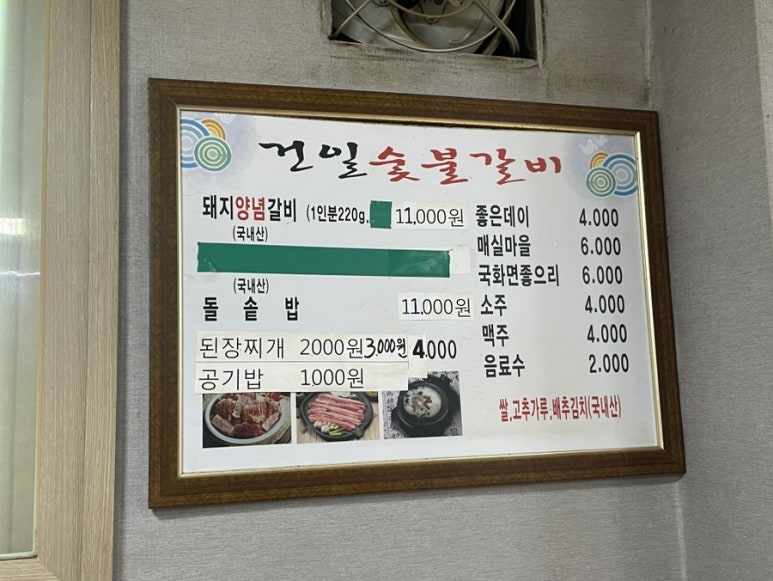 건일숯불갈비
돼지양념갈비 (1인분220g. 11,000원
(국내산)
(국내산)
돌솥밥 11,000원
된장찌개 2000원 3,000원 4.000
공기밥 1000원
좋은데이 4.000
매실마을 6.000
국화면좋으리 6.000
소주 4.000
맥주 4.000
음료수 2.000
쌀.고추가루.배추김치(국내산)